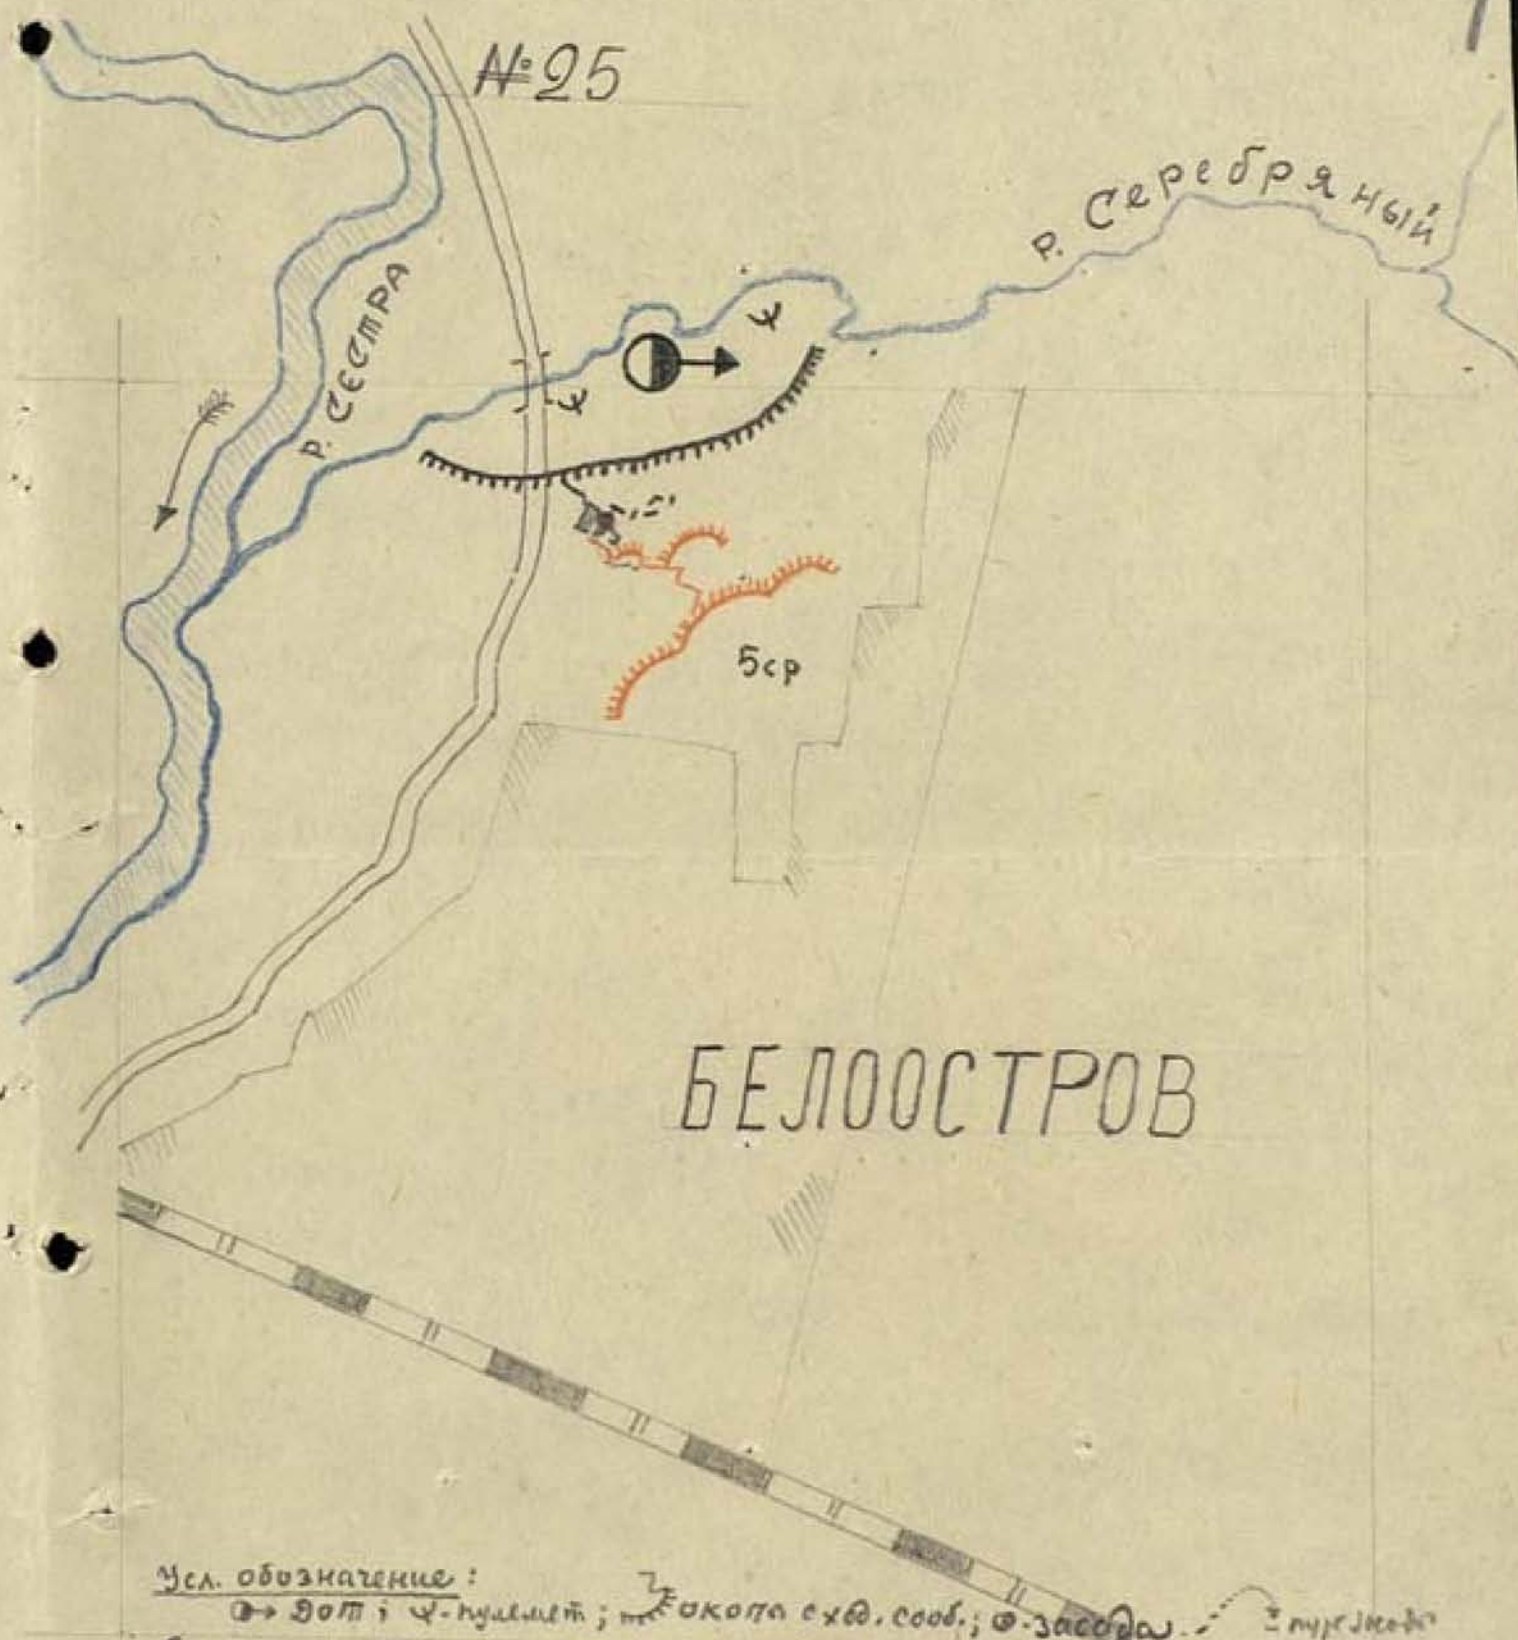 №25
р. Серебряный
р. СЕСТРА
5ср
БЕЛООСТРОВ
Усл. обозначение:
ДОТ; -пулемет; окопа с ход. сооб.; -засада